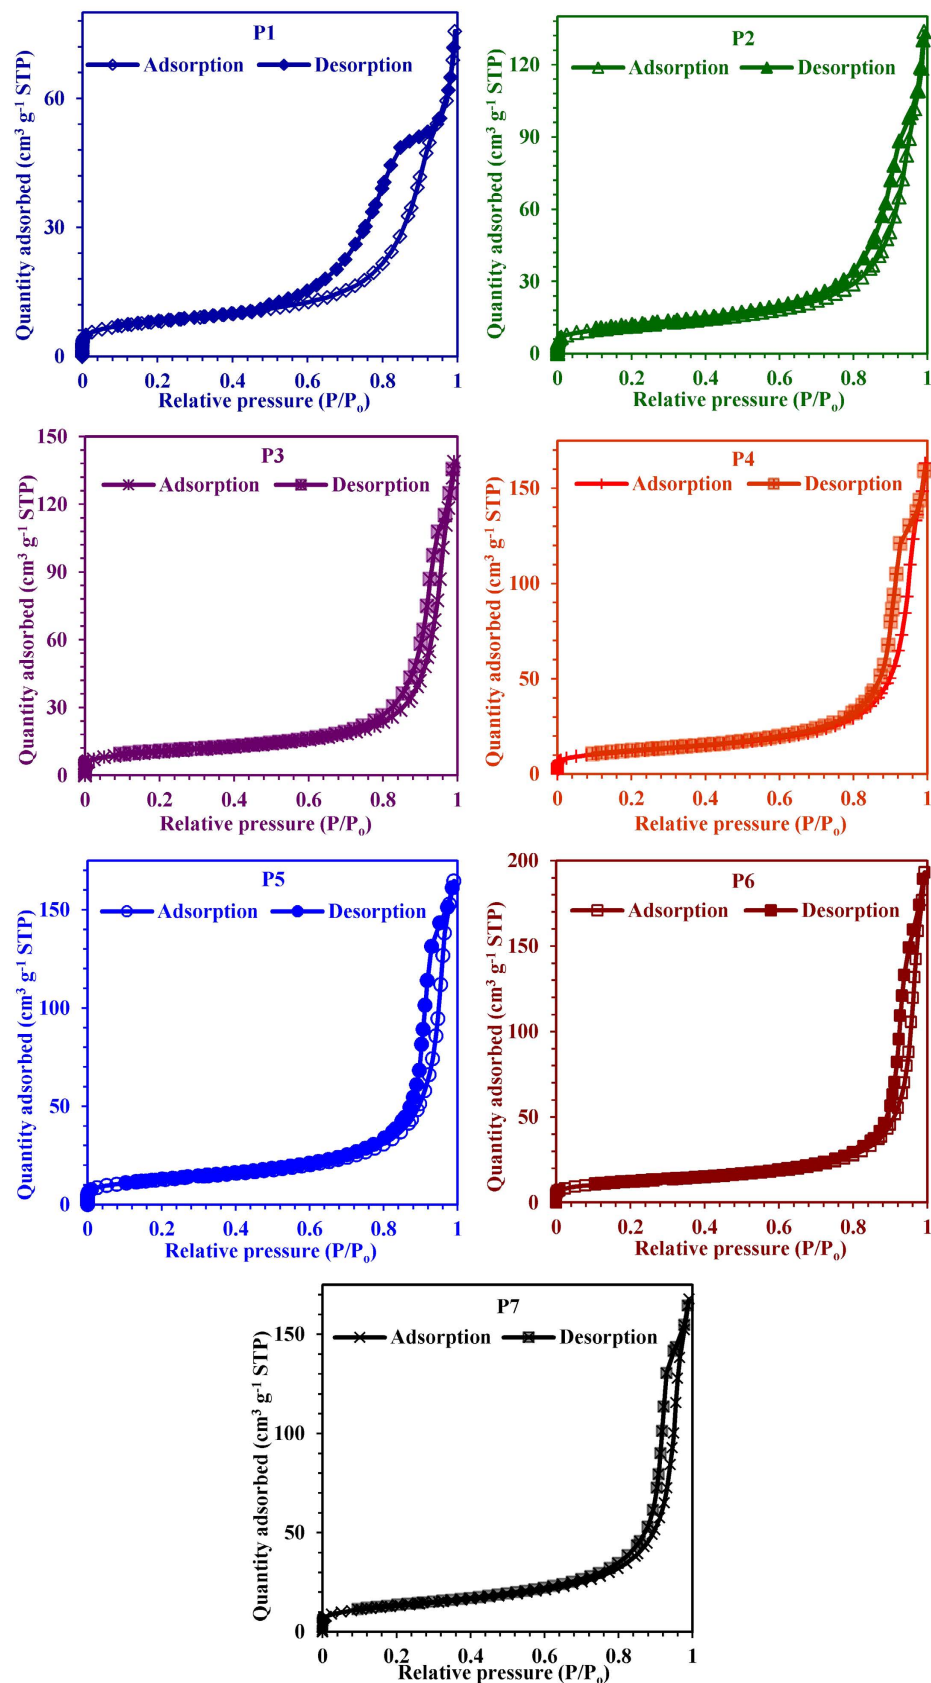 P1
Adsorption Desorption
Quantity adsorbed (cm³ g⁻¹ STP)
60
30
0
0 0.2 0.4 0.6 0.8 1
Relative pressure (P/Pₒ)
P2
Adsorption Desorption
Quantity adsorbed (cm³ g⁻¹ STP)
120
90
60
30
0
0 0.2 0.4 0.6 0.8 1
Relative pressure (P/Pₒ)
P3
Adsorption Desorption
Quantity adsorbed (cm³ g⁻¹ STP)
150
120
90
60
30
0
0 0.2 0.4 0.6 0.8 1
Relative pressure (P/Pₒ)
P4
Adsorption Desorption
Quantity adsorbed (cm³ g⁻¹ STP)
150
100
50
0
0 0.2 0.4 0.6 0.8 1
Relative pressure (P/Pₒ)
P5
Adsorption Desorption
Quantity adsorbed (cm³ g⁻¹ STP)
150
100
50
0
0 0.2 0.4 0.6 0.8 1
Relative pressure (P/Pₒ)
P6
Adsorption Desorption
Quantity adsorbed (cm³ g⁻¹ STP)
200
150
100
50
0
0 0.2 0.4 0.6 0.8 1
Relative pressure (P/Pₒ)
P7
Adsorption Desorption
Quantity adsorbed (cm³ g⁻¹ STP)
150
100
50
0
0 0.2 0.4 0.6 0.8 1
Relative pressure (P/Pₒ)